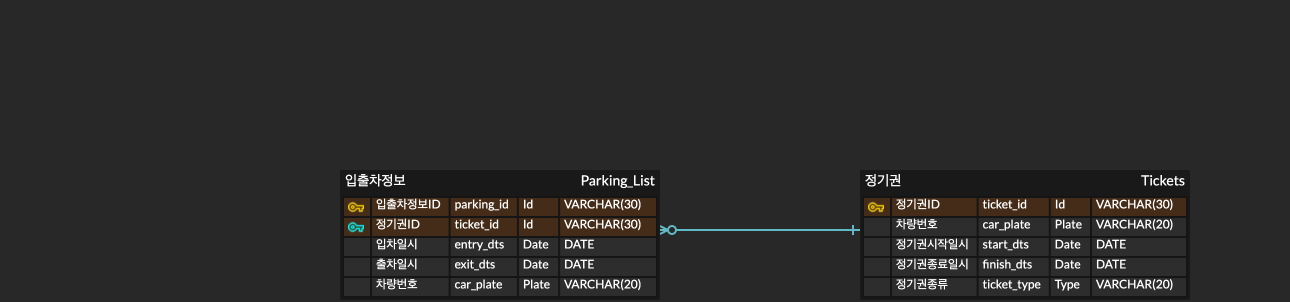 입출차정보 Parking_List
입출차정보ID parking_id Id VARCHAR(30)
정기권ID ticket_id Id VARCHAR(30)
입차일시 entry_dts Date DATE
출차일시 exit_dts Date DATE
차량번호 car_plate Plate VARCHAR(20)
정기권 Tickets
정기권ID ticket_id Id VARCHAR(30)
차량번호 car_plate Plate VARCHAR(20)
정기권시작일시 start_dts Date DATE
정기권종료일시 finish_dts Date DATE
정기권종류 ticket_type Type VARCHAR(20)